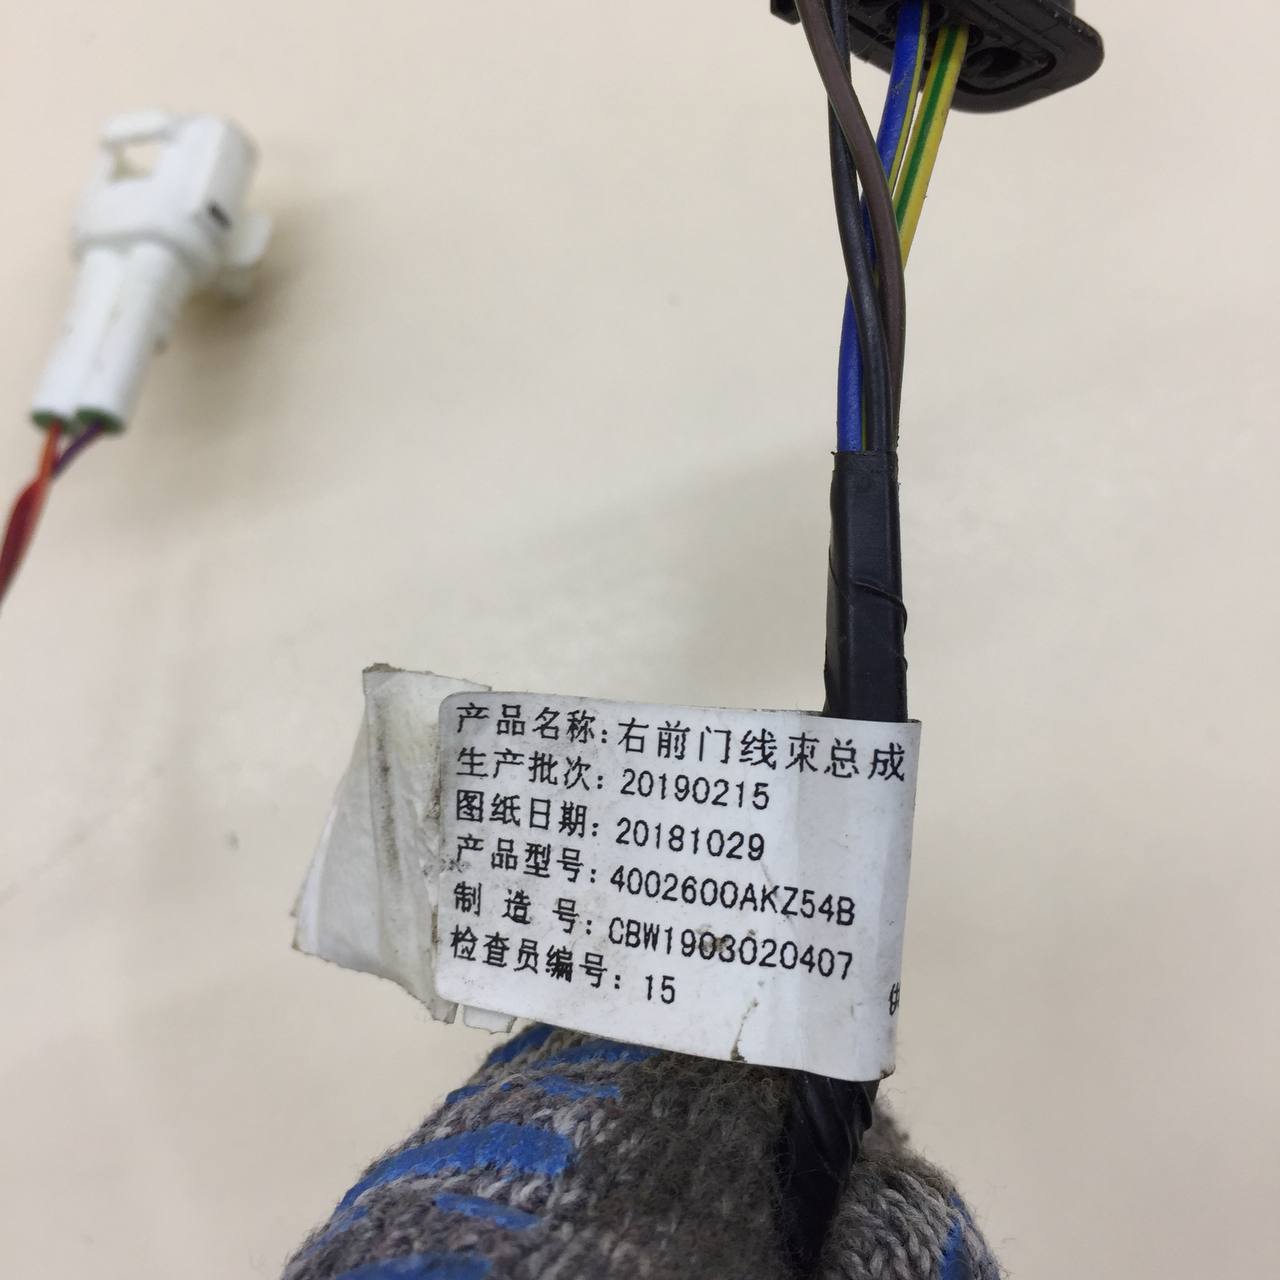 产品名称: 右前门线束总成
生产批次: 20190215
图纸日期: 20181029
产品型号: 4002600AKZ54B
制造号: CBW1903020407
检查员编号: 15